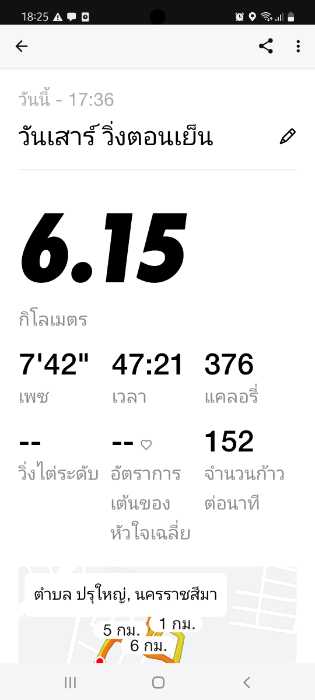 18:25
วันนี้ - 17:36
วันเสาร์ วิ่งตอนเย็น
6.15
กิโลเมตร
7'42" 47:21 376
เพซ เวลา แคลอรี่
-- -- 152
วิ่งไต่ระดับ อัตราการ จำนวนก้าว
เต้นของ ต่อนาที
หัวใจเฉลี่ย
ตำบล ปรุใหญ่, นครราชสีมา
5 กม. 1 กม.
6 กม.